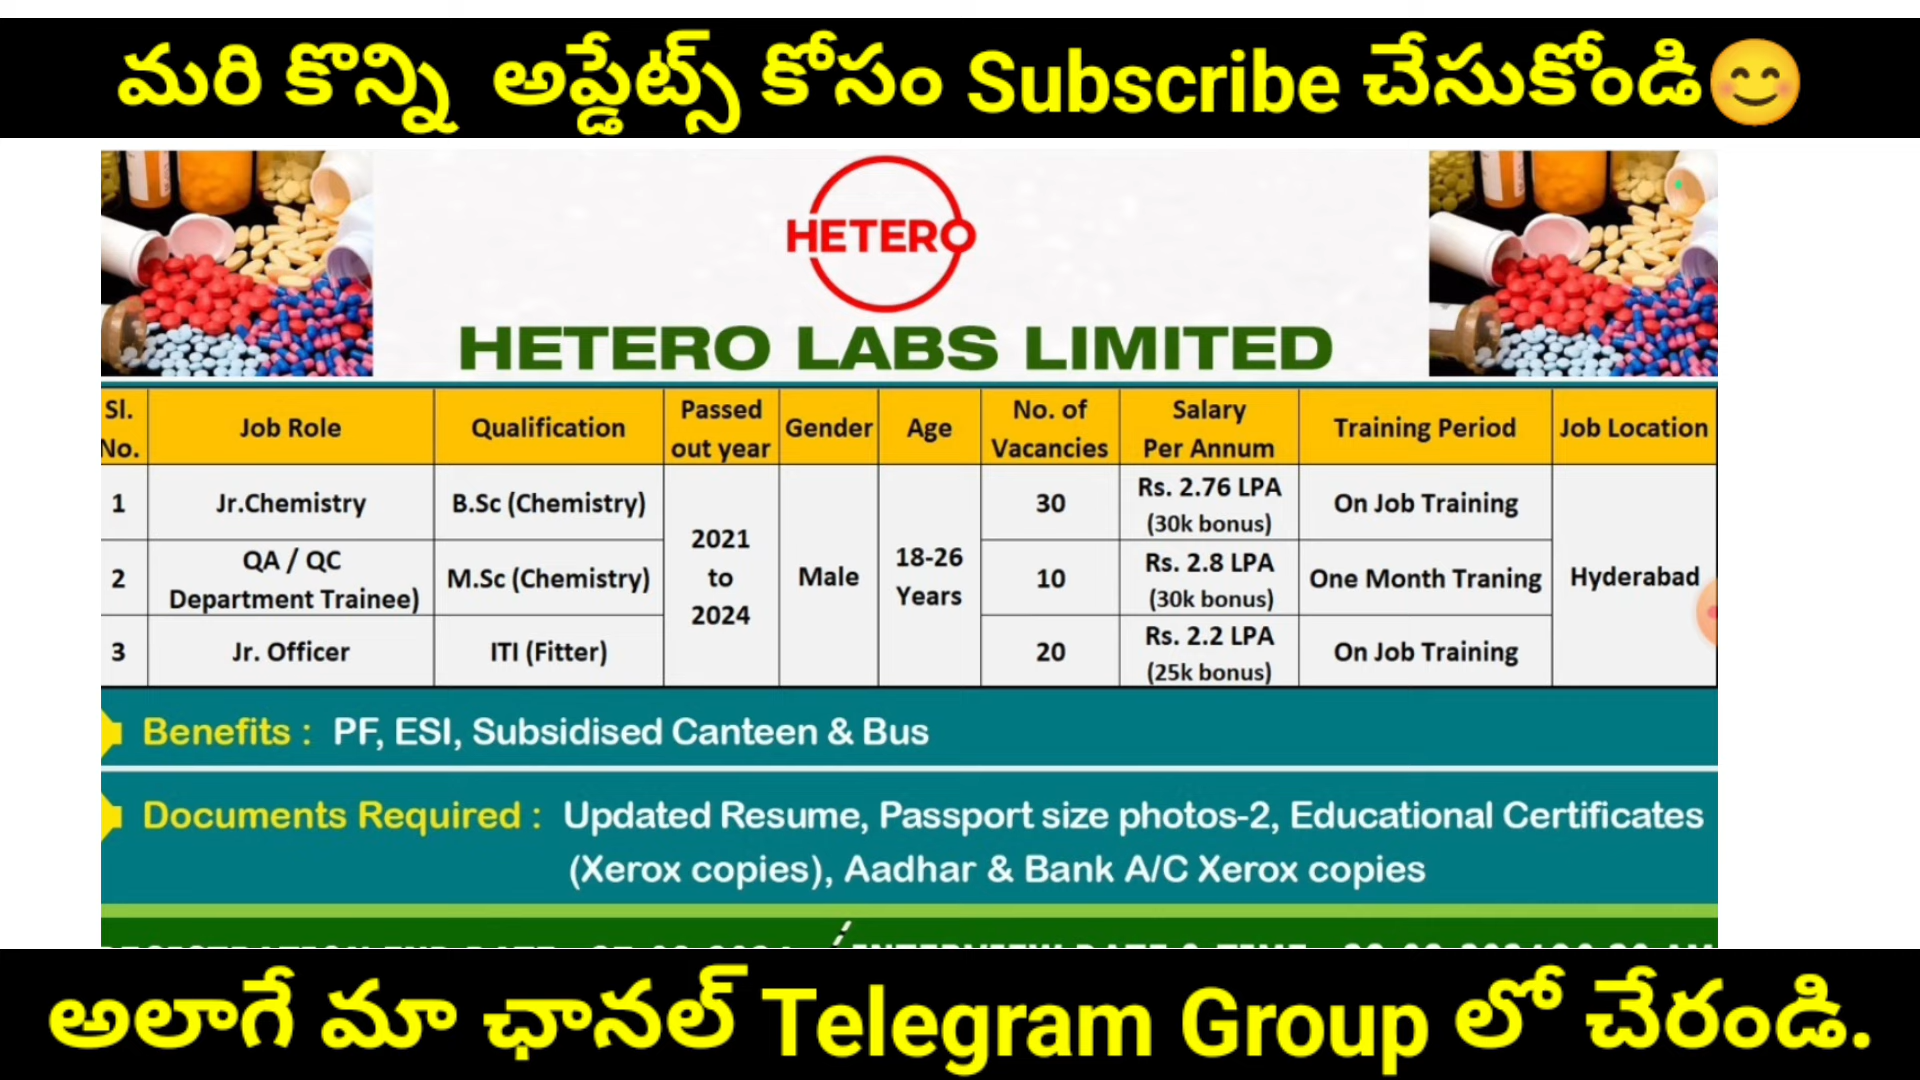 మరి కొన్ని అప్డేట్స్ కోసం Subscribe చేసుకోండి😊
HETERO
HETERO LABS LIMITED
Sl. No. Job Role Qualification Passed out year Gender Age No. of Vacancies Salary Per Annum Training Period Job Location
1 Jr.Chemistry B.Sc (Chemistry) 2021 to 2024 Male 18-26 Years 30 Rs. 2.76 LPA (30k bonus) On Job Training Hyderabad
2 QA / QC Department Trainee) M.Sc (Chemistry) 10 Rs. 2.8 LPA (30k bonus) One Month Traning
3 Jr. Officer ITI (Fitter) 20 Rs. 2.2 LPA (25k bonus) On Job Training
Benefits : PF, ESI, Subsidised Canteen & Bus
Documents Required : Updated Resume, Passport size photos-2, Educational Certificates
(Xerox copies), Aadhar & Bank A/C Xerox copies
అలాగే మా ఛానల్ Telegram Group లో చేరండి.